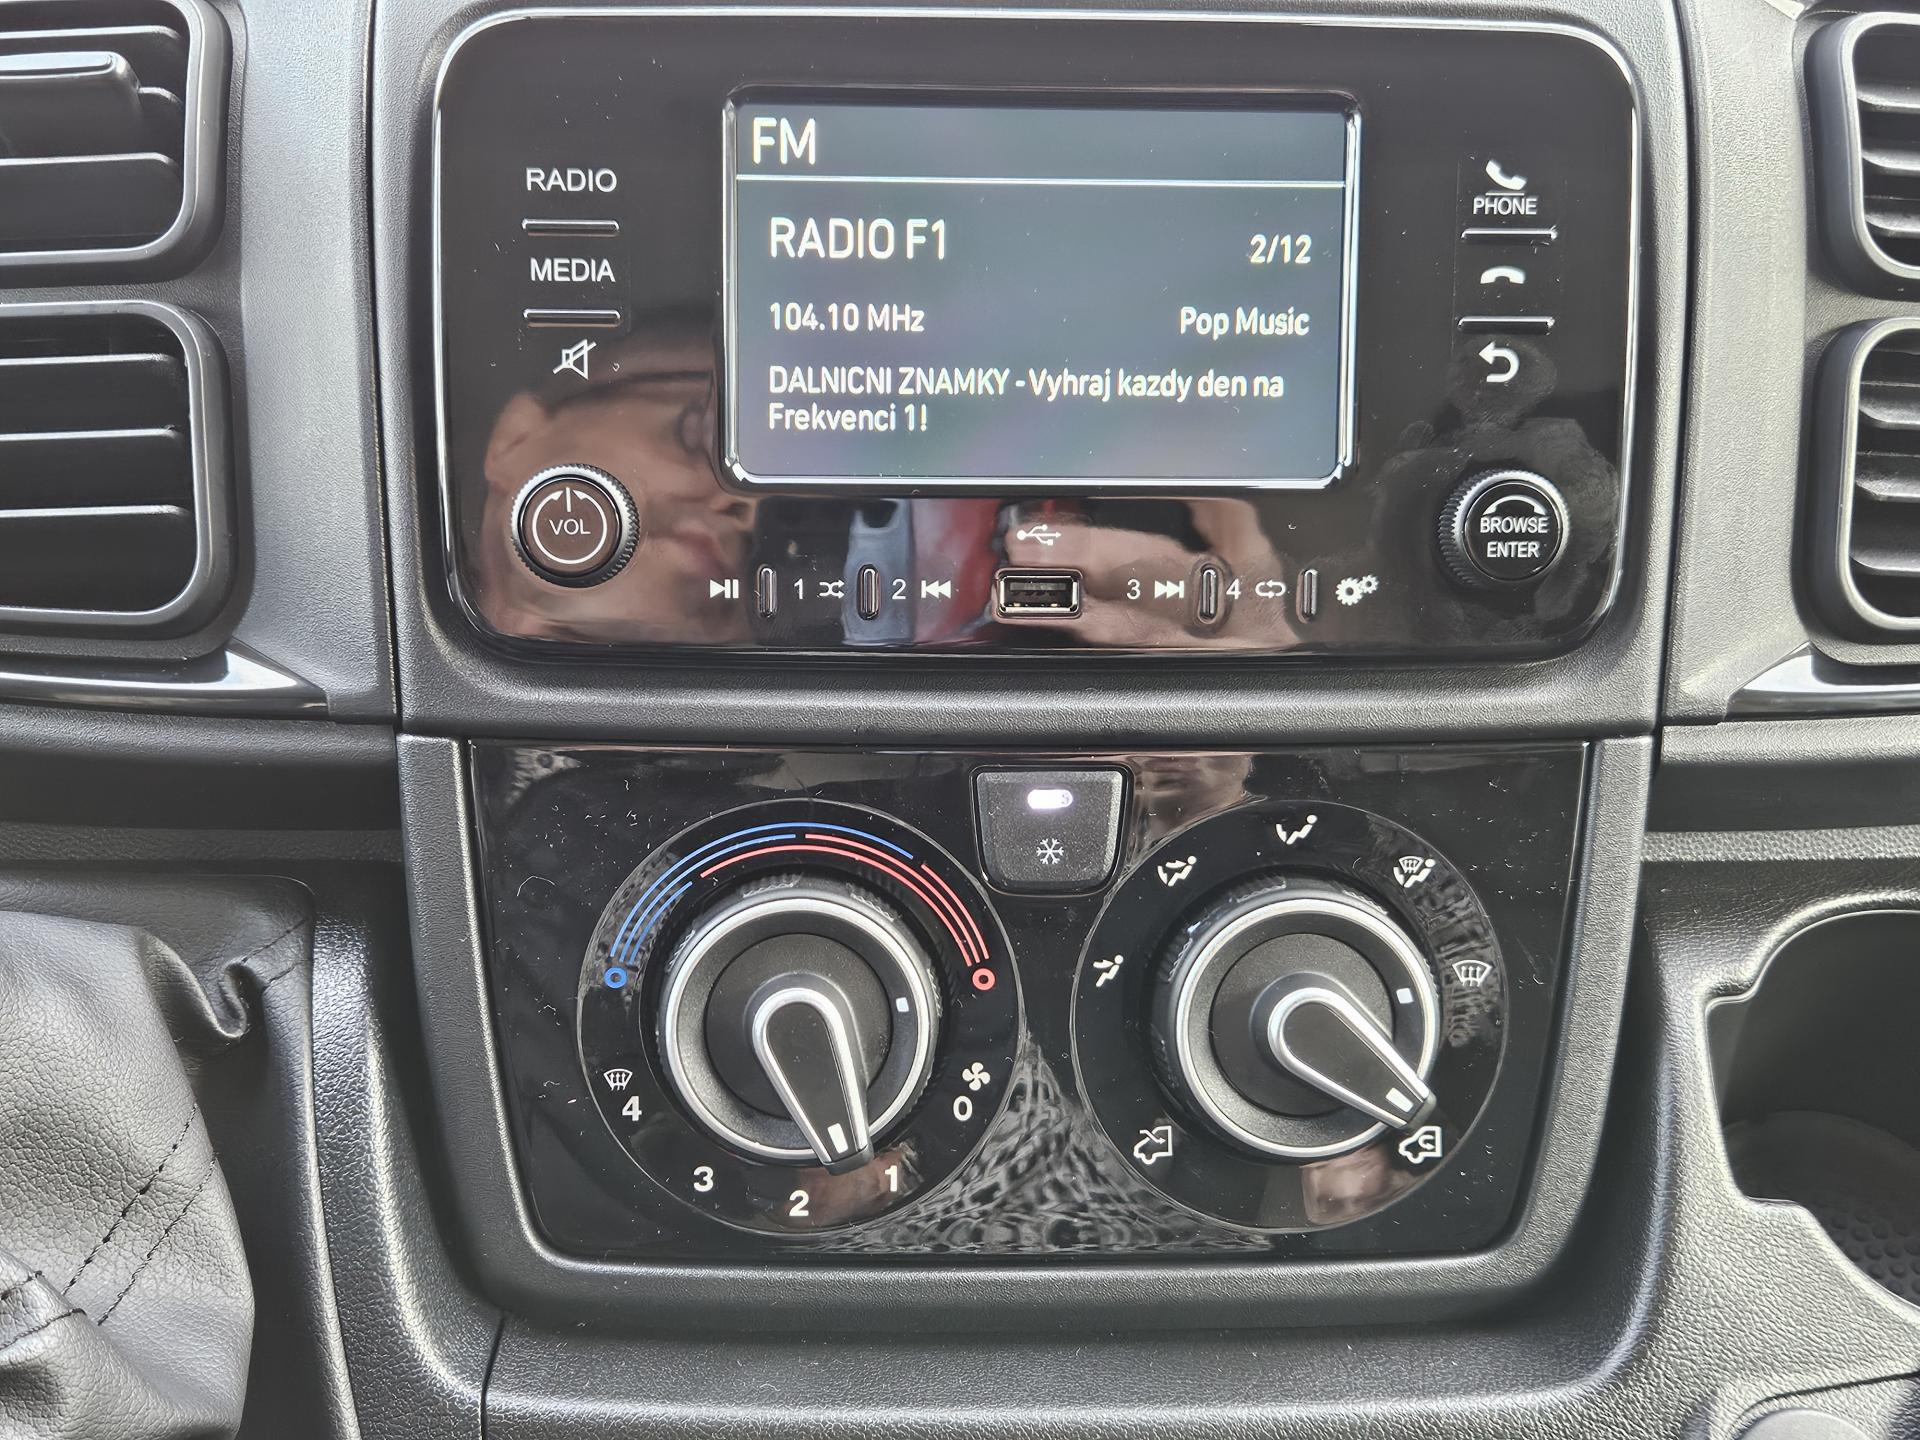 FM
RADIO F1
2/12
104.10 MHz
Pop Music
DALNICNI ZNAMKY - Vyhraj kazdy den na
Frekvenci 1!
RADIO
MEDIA
VOL
PHONE
BROWSE
ENTER
1
2
3
4
4
3
2
1
0